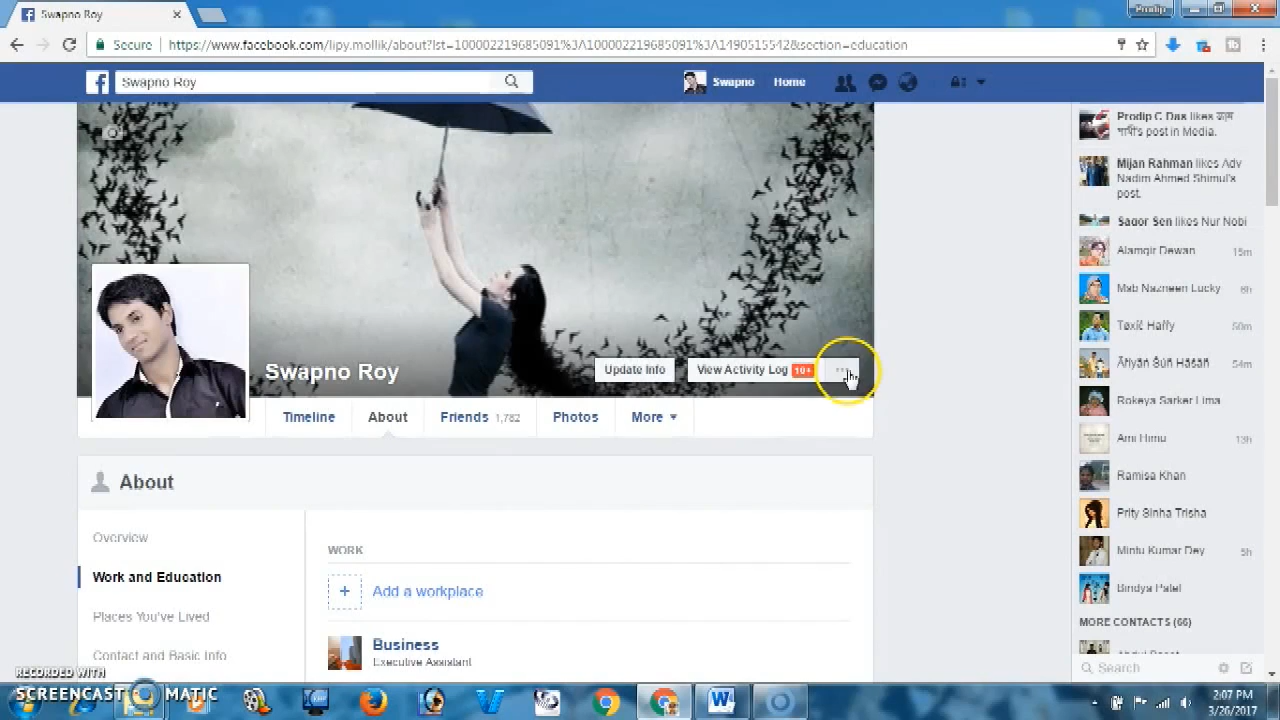 Swapno Roy
Prodip
Secure
https://www.facebook.com/lipy.mollik/about?lst=100002219685091%3A100002219685091%3A1490515542&section=education
Swapno Roy
Swapno
Home
Swapno Roy
Update Info
View Activity Log 10+
Timeline
About
Friends 1,782
Photos
More
About
Overview
Work and Education
Places You've Lived
Contact and Basic Info
WORK
+ Add a workplace
Business
Executive Assistant
Prodip C Das likes
post in Media.
Mijan Rahman likes Adv
Nadim Ahmed Shimul's
post.
Sagor Sen likes Nur Nobi
Alamgir Dewan 15m
Mab Nazneen Lucky 8h
50m
54m
Rokeya Sarker Lima
Ami Himu 13h
Ramisa Khan
Prity Sinha Trisha
Mintu Kumar Dey 5h
Bindya Patel
MORE CONTACTS (66)
Search
RECORDED WITH
SCREENCAST MATIC
2:07 PM
3/26/2017